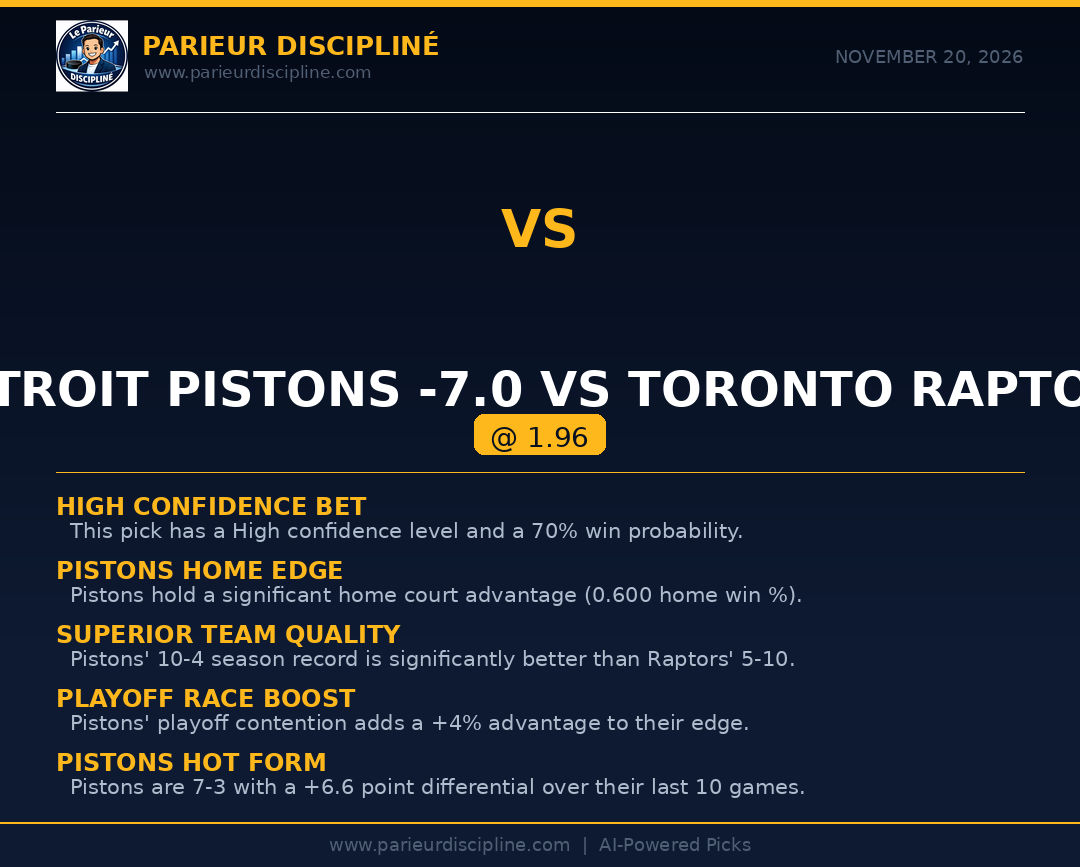 Le Parieur
DISCIPLINÉ
PARIEUR DISCIPLINÉ
www.parieurdiscipline.com
NOVEMBER 20, 2026
VS
TROIT PISTONS -7.0 VS TORONTO RAPTO
@ 1.96
HIGH CONFIDENCE BET
This pick has a High confidence level and a 70% win probability.
PISTONS HOME EDGE
Pistons hold a significant home court advantage (0.600 home win %).
SUPERIOR TEAM QUALITY
Pistons' 10-4 season record is significantly better than Raptors' 5-10.
PLAYOFF RACE BOOST
Pistons' playoff contention adds a +4% advantage to their edge.
PISTONS HOT FORM
Pistons are 7-3 with a +6.6 point differential over their last 10 games.
www.parieurdiscipline.com | AI-Powered Picks